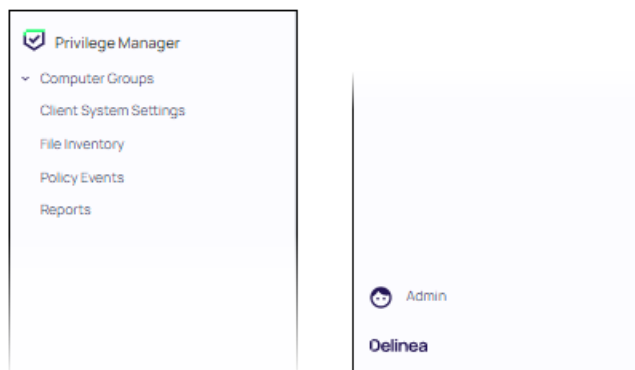 Privilege Manager
Computer Groups
Client System Settings
File Inventory
Policy Events
Reports
Admin
Delinea